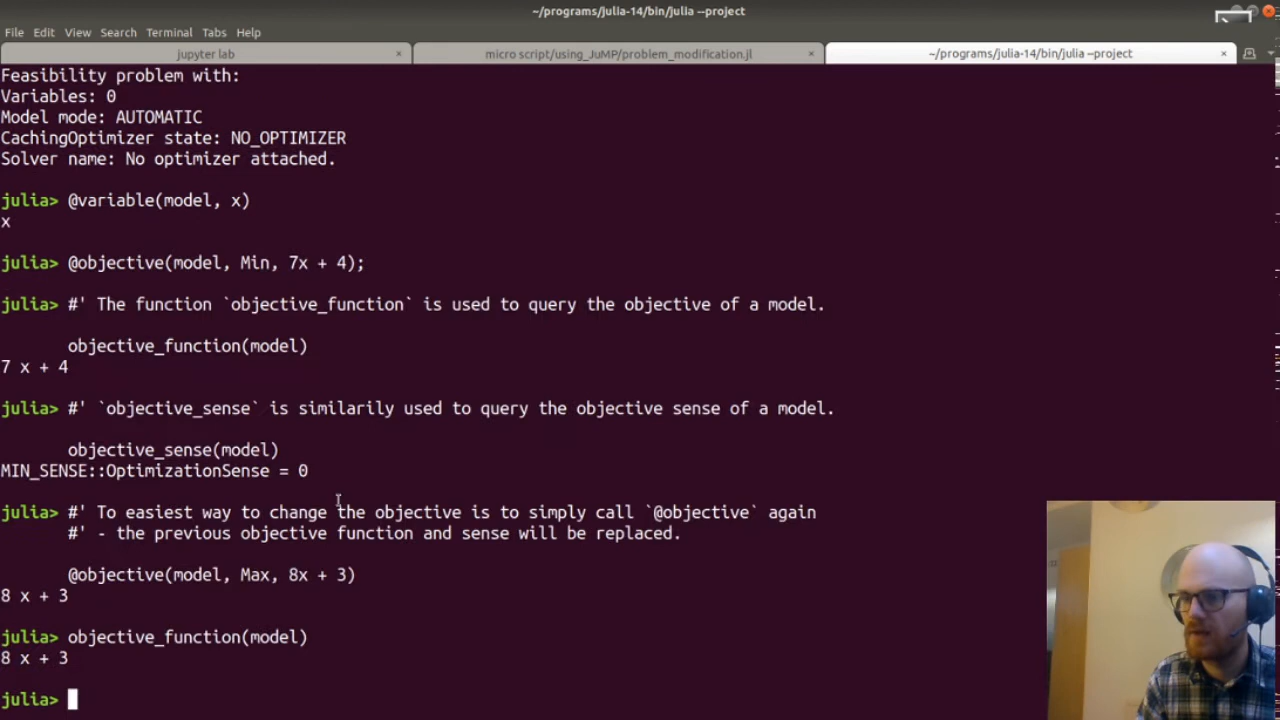 ~/programs/julia-14/bin/julia --project
File Edit View Search Terminal Tabs Help
jupyter lab
micro script/using_JuMP/problem_modification.jl
~/programs/julia-14/bin/julia --project
Feasibility problem with:
Variables: 0
Model mode: AUTOMATIC
CachingOptimizer state: NO_OPTIMIZER
Solver name: No optimizer attached.
julia> @variable(model, x)
x
julia> @objective(model, Min, 7x + 4);
julia> #' The function `objective_function` is used to query the objective of a model.
objective_function(model)
7 x + 4
julia> #' `objective_sense` is similarily used to query the objective sense of a model.
objective_sense(model)
MIN_SENSE::OptimizationSense = 0
julia> #' To easiest way to change the objective is to simply call `@objective` again
#' - the previous objective function and sense will be replaced.
@objective(model, Max, 8x + 3)
8 x + 3
julia> objective_function(model)
8 x + 3
julia>